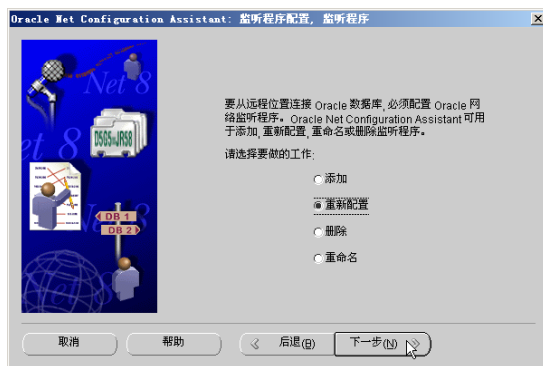 Oracle Net Configuration Assistant: 监听程序配置, 监听程序
Net 8
et 8
DSGS→JRS8
DB 1
DB 2
要从远程位置连接 Oracle 数据库, 必须配置 Oracle 网
络监听程序。Oracle Net Configuration Assistant 可用
于添加, 重新配置, 重命名或删除监听程序。
请选择要做的工作:
添加
重新配置
删除
重命名
取消
帮助
后退(B)
下一步(N)